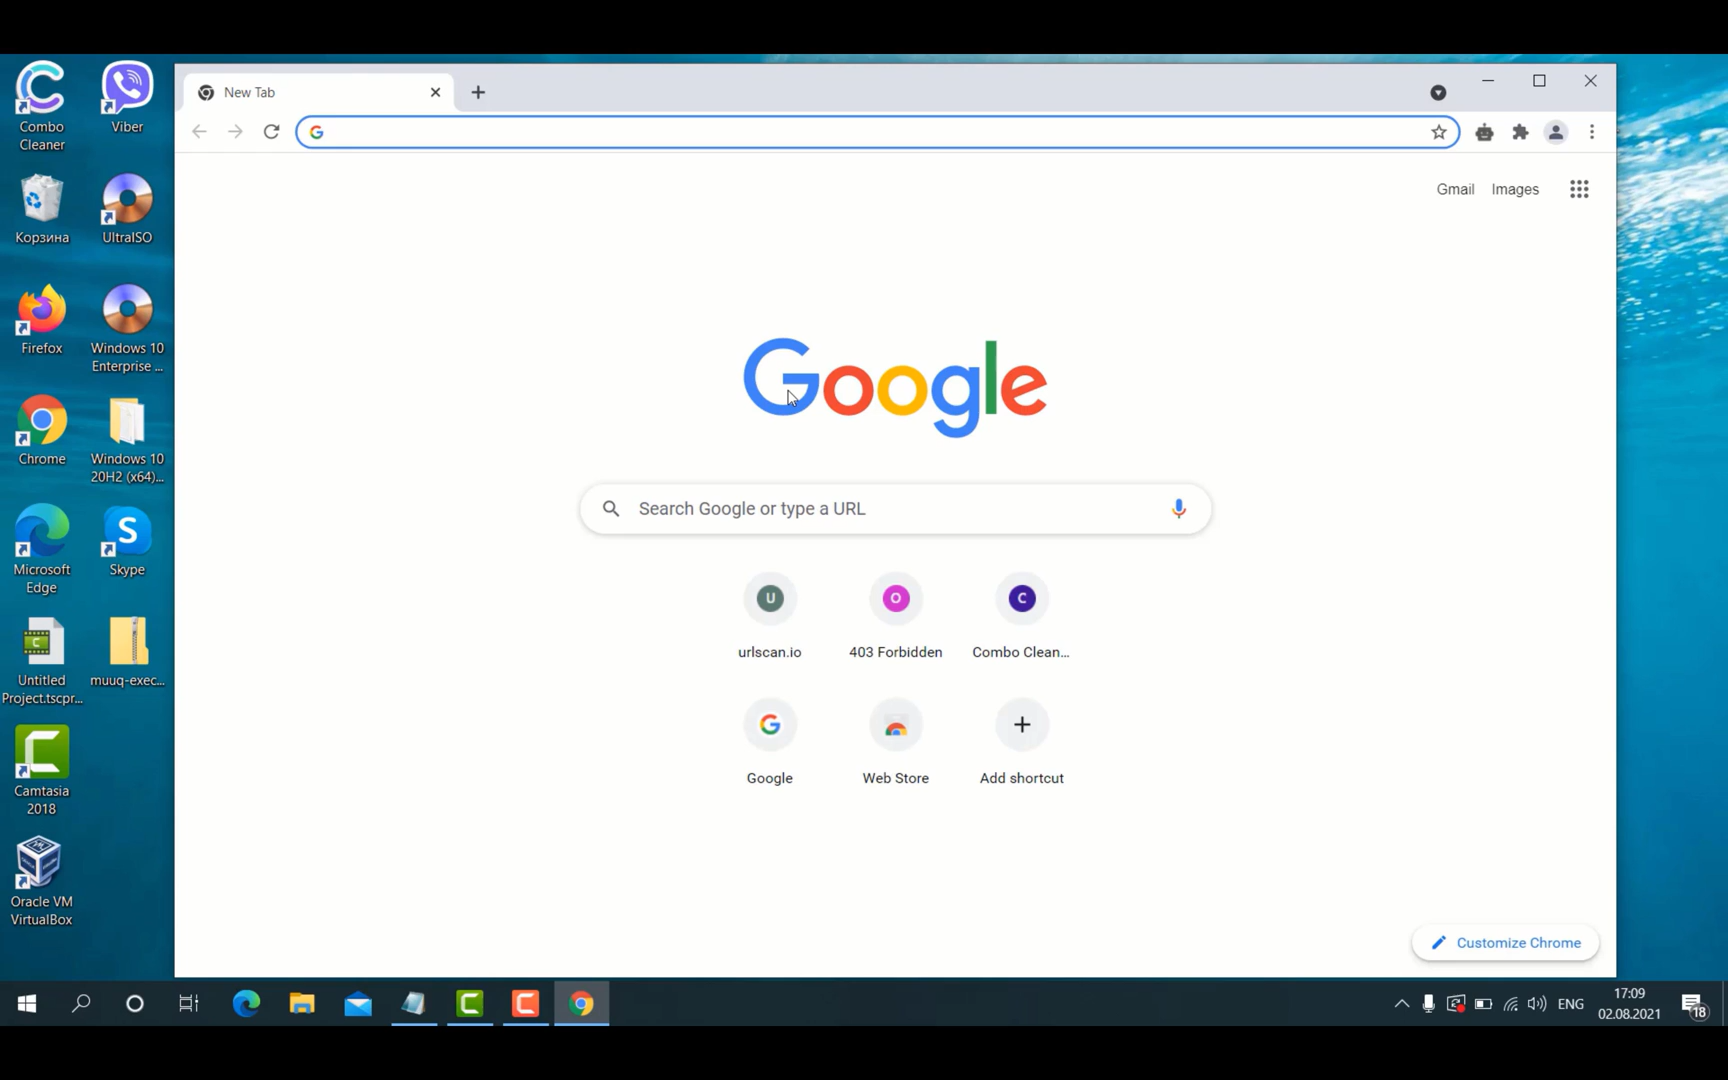 Combo
Cleaner
Viber
Корзина
UltraISO
Firefox
Windows 10
Enterprise ...
Chrome
Windows 10
20H2 (x64)...
Microsoft
Edge
Skype
Untitled
Project.tscpr...
muuq-exec...
Camtasia
2018
Oracle VM
VirtualBox
New Tab
Gmail
Images
Google
Search Google or type a URL
U
O
C
urlscan.io
403 Forbidden
Combo Clean...
Google
Web Store
Add shortcut
Customize Chrome
ENG
17:09
02.08.2021
18